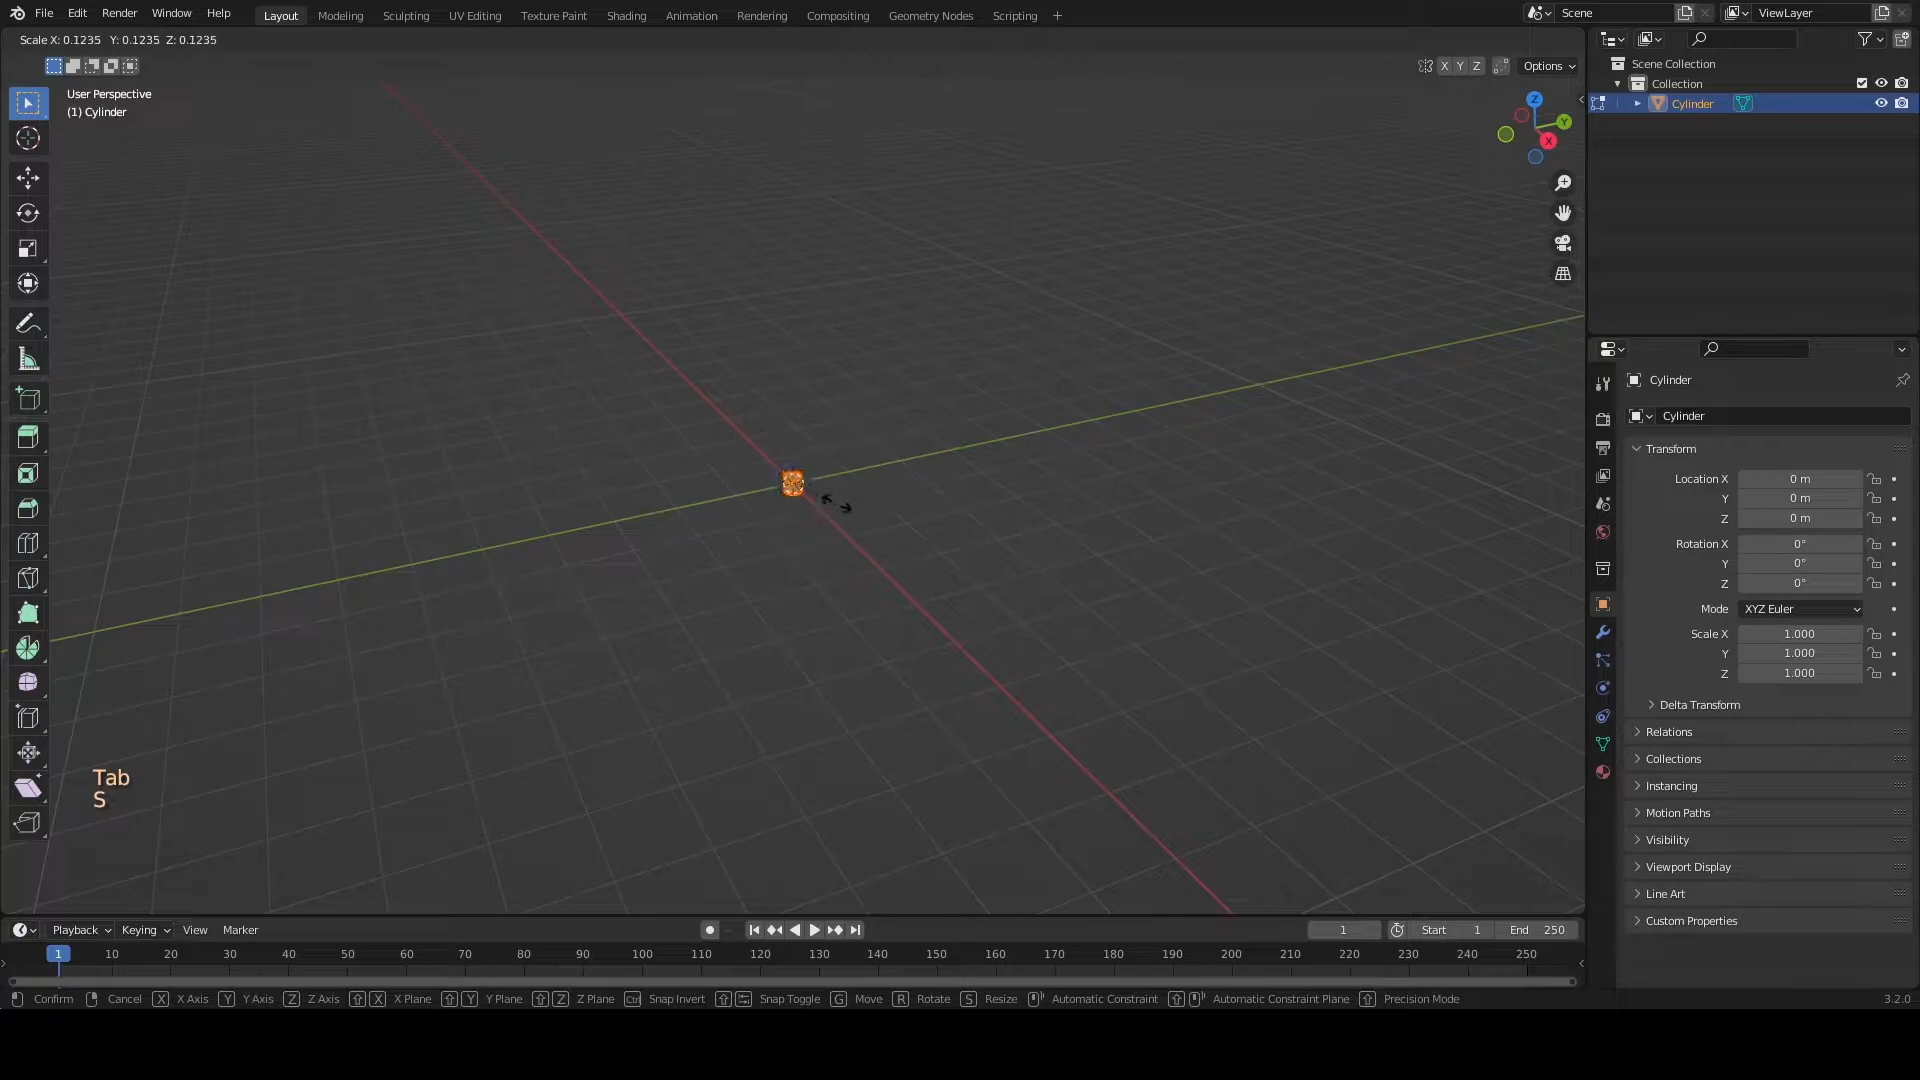 File Edit Render Window Help Layout Modeling Sculpting UV Editing Texture Paint Shading Animation Rendering Compositing Geometry Nodes Scripting + Scene ViewLayer
Scale X: 0.1235 Y: 0.1235 Z: 0.1235
X Y Z Options
User Perspective
(1) Cylinder
Z
Y
X
Scene Collection
Collection
Cylinder
Cylinder
Cylinder
Transform
Location X 0 m
Y 0 m
Z 0 m
Rotation X 0°
Y 0°
Z 0°
Mode XYZ Euler
Scale X 1.000
Y 1.000
Z 1.000
Delta Transform
Relations
Collections
Instancing
Motion Paths
Visibility
Viewport Display
Line Art
Custom Properties
Tab
S
Playback Keying View Marker 1 Start 1 End 250
1 10 20 30 40 50 60 70 80 90 100 110 120 130 140 150 160 170 180 190 200 210 220 230 240 250
Confirm Cancel X X Axis Y Y Axis Z Z Axis X X Plane Y Y Plane Z Z Plane Ctrl Snap Invert Snap Toggle G Move R Rotate S Resize Automatic Constraint Automatic Constraint Plane Precision Mode 3.2.0